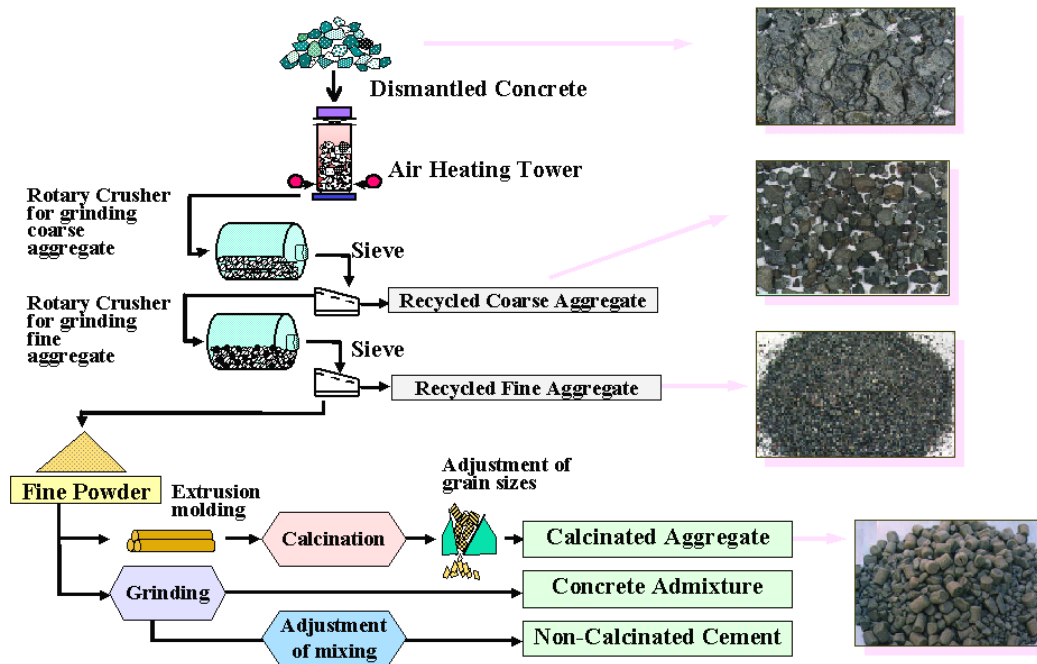 Dismantled Concrete
Air Heating Tower
Rotary Crusher
for grinding
coarse
aggregate
Sieve
Recycled Coarse Aggregate
Rotary Crusher
for grinding
fine
aggregate
Sieve
Recycled Fine Aggregate
Fine Powder
Extrusion
molding
Calcination
Adjustment of
grain sizes
Calcinated Aggregate
Grinding
Concrete Admixture
Adjustment
of mixing
Non-Calcinated Cement